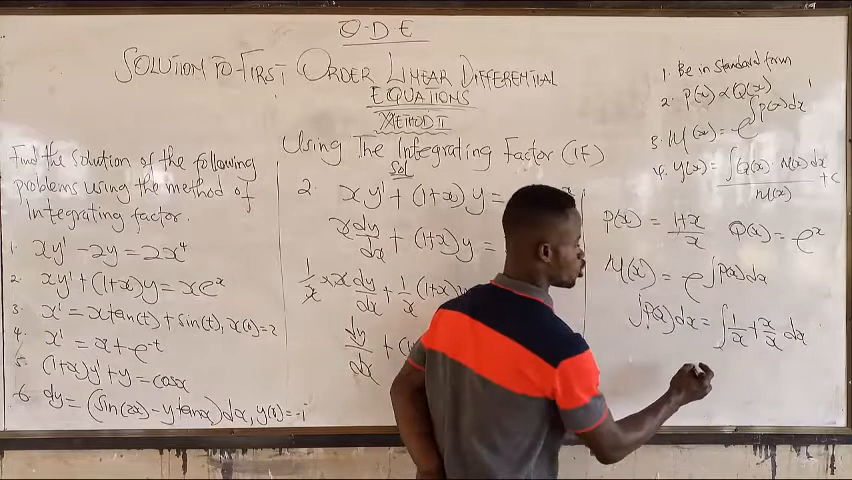 O-D-E
SOLUTION TO FIRST ORDER LINEAR DIFFERENTIAL
EQUATIONS
METHOD II
Using The Integrating Factor (IF)
Find the solution of the following
problems using the method of
integrating factor.
1. xy' - 2y = 2x⁴
2. xy' + (1+x)y = xeˣ
3. x' = xtan(t) + sin(t), x(0) = 2
4. x' = x + e⁻ᵗ
5. (1+x)y' + y = cosx
6. dy = (sin(2x) - ytanx)dx, y(π) = -1
Sol
2. xy' + (1+x)y =
x dy/dx + (1+x)y =
1/x × x dy/dx + 1/x (1+x)
dy/dx +
1. Be in standard form
2. P(x) & Q(x)
3. M(x) = e^∫P(x)dx
4. y(x) = ∫Q(x)·M(x)dx / M(x) + C
P(x) = 1+x/x Q(x) = eˣ
M(x) = e^∫P(x)dx
∫P(x)dx = ∫1/x + x/x dx